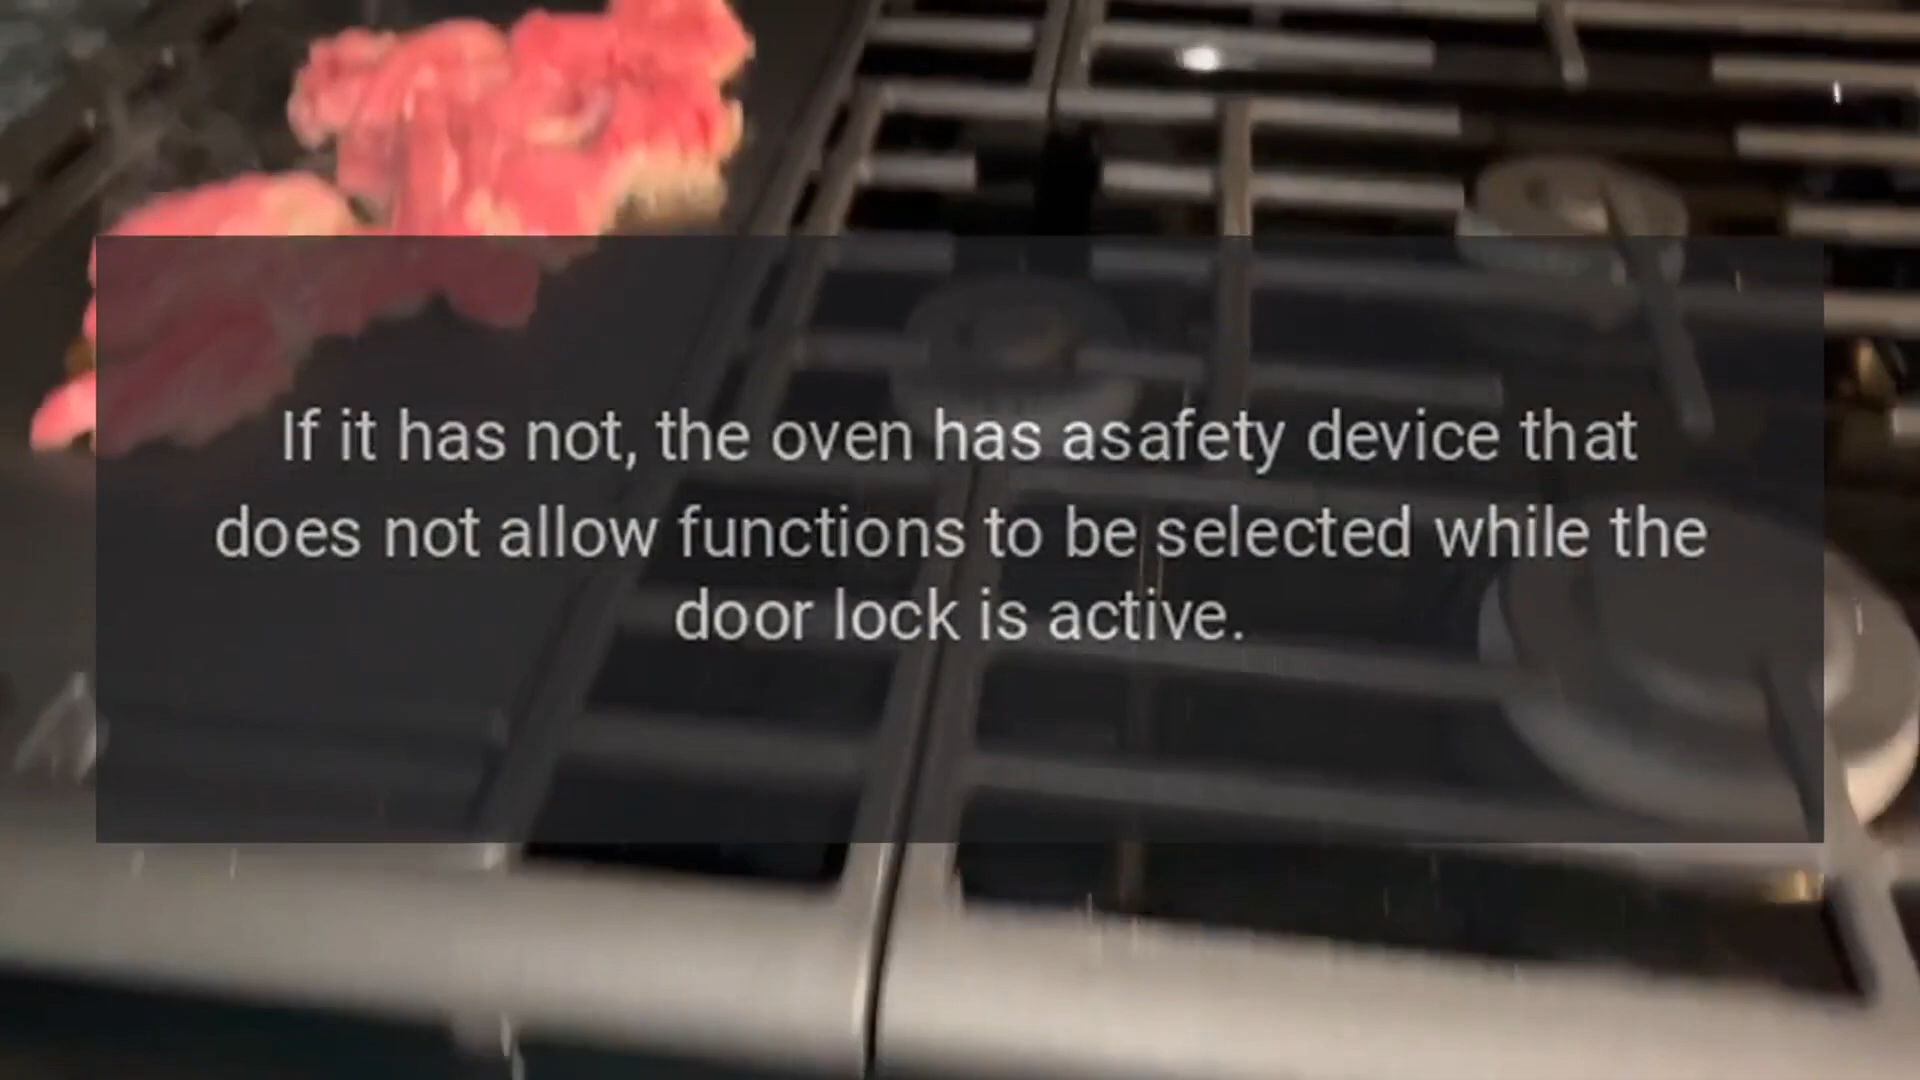 If it has not, the oven has asafety device that
does not allow functions to be selected while the
door lock is active.